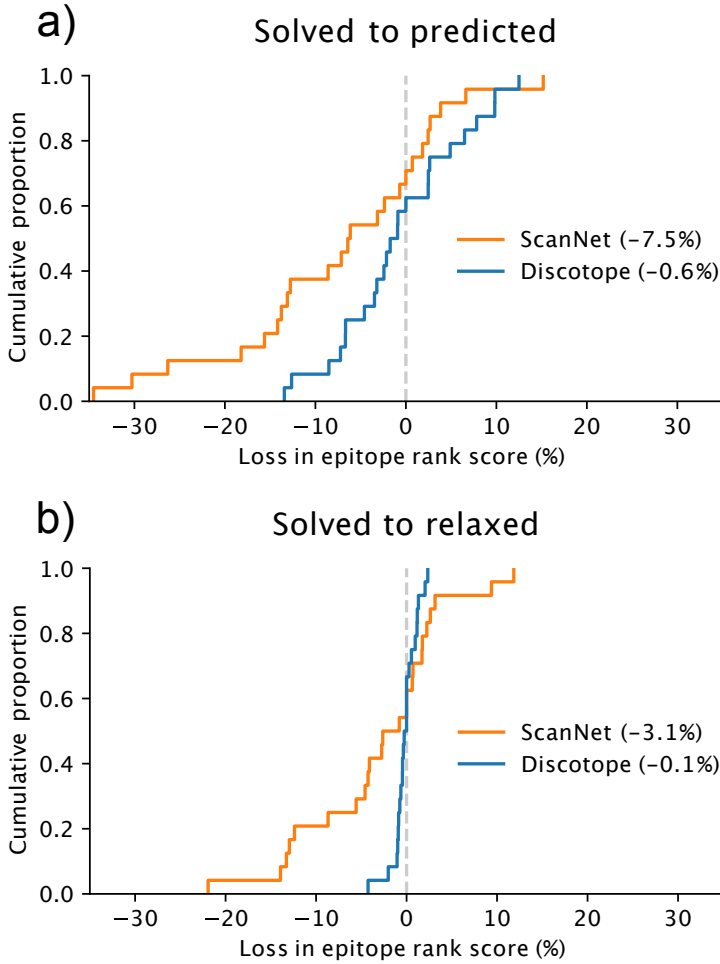 a)
Solved to predicted
1.0
0.8
0.6
0.4
0.2
0.0
Cumulative proportion
ScanNet (−7.5%)
Discotope (−0.6%)
−30 −20 −10 0 10 20 30
Loss in epitope rank score (%)
b)
Solved to relaxed
1.0
0.8
0.6
0.4
0.2
0.0
Cumulative proportion
ScanNet (−3.1%)
Discotope (−0.1%)
−30 −20 −10 0 10 20 30
Loss in epitope rank score (%)